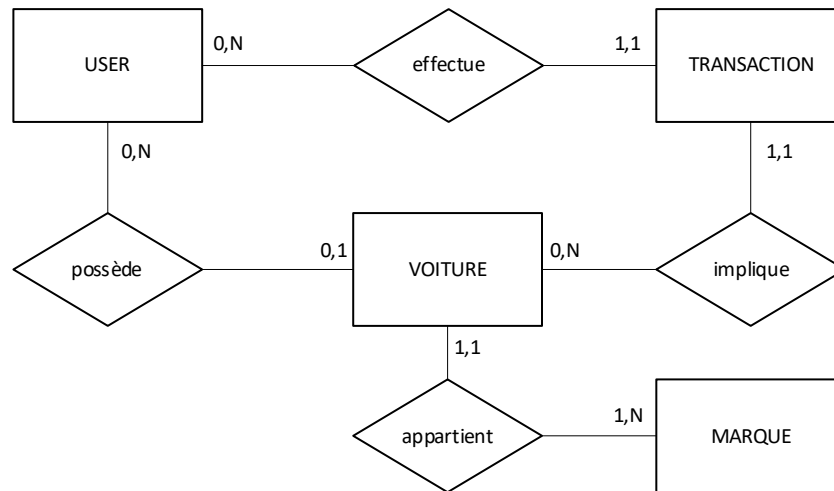 0,N
1,1
USER
effectue
TRANSACTION
0,N
1,1
0,1
0,N
possède
VOITURE
implique
1,1
1,N
appartient
MARQUE